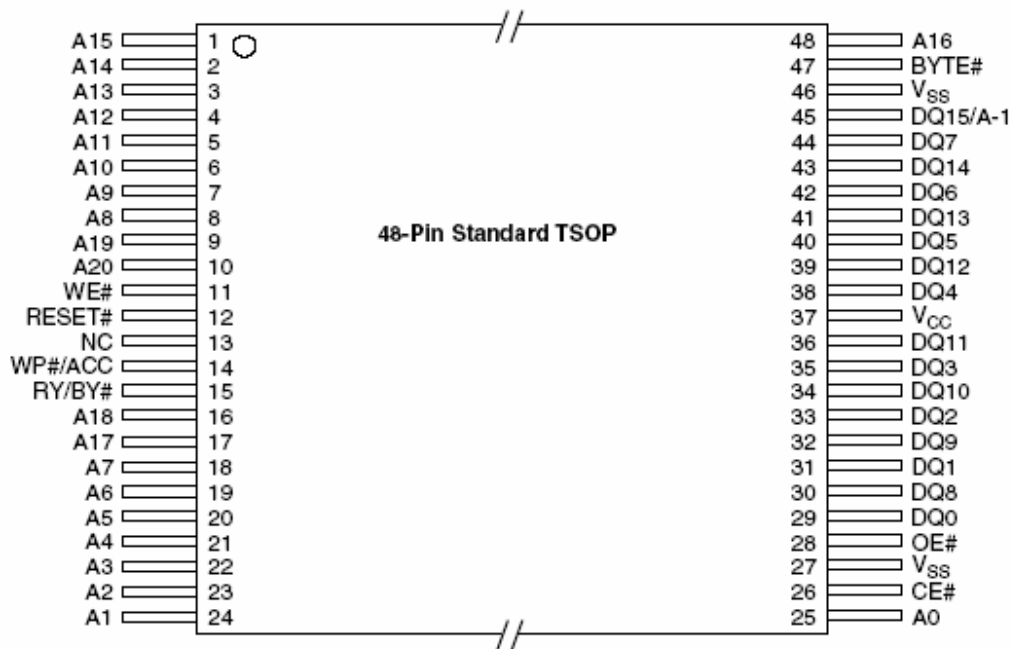 A15 1 48 A16
A14 2 47 BYTE#
A13 3 46 VSS
A12 4 45 DQ15/A-1
A11 5 44 DQ7
A10 6 43 DQ14
A9 7 42 DQ6
A8 8 41 DQ13
48-Pin Standard TSOP
A19 9 40 DQ5
A20 10 39 DQ12
WE# 11 38 DQ4
RESET# 12 37 VCC
NC 13 36 DQ11
WP#/ACC 14 35 DQ3
RY/BY# 15 34 DQ10
A18 16 33 DQ2
A17 17 32 DQ9
A7 18 31 DQ1
A6 19 30 DQ8
A5 20 29 DQ0
A4 21 28 OE#
A3 22 27 VSS
A2 23 26 CE#
A1 24 25 A0